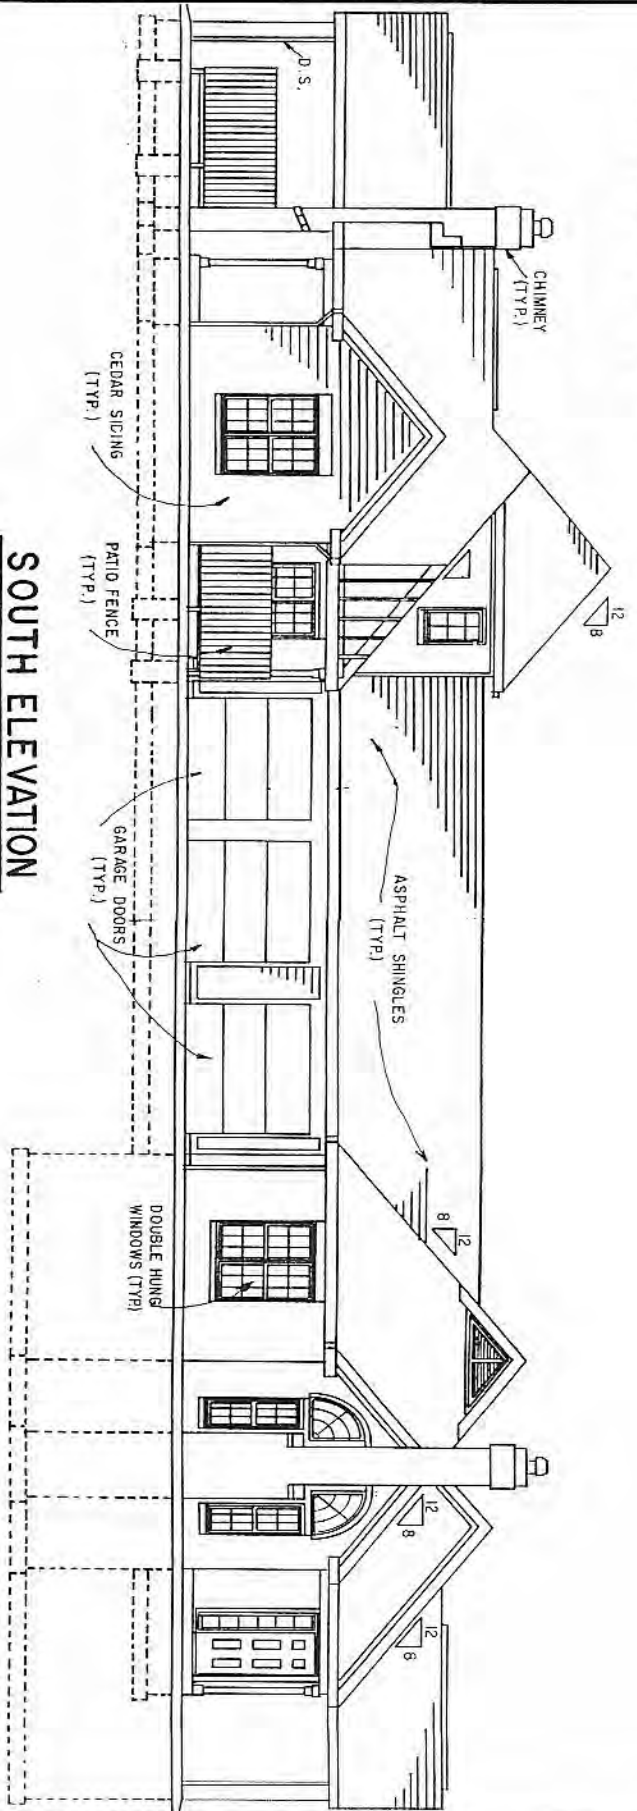 D.S.
CHIMNEY
(TYP.)
12
8
ASPHALT SHINGLES
(TYP.)
12
8
12
8
12
6
CEDAR SICING
(TYP.)
PATIO FENCE
(TYP.)
GARAGE DOORS
(TYP.)
DOUBLE HUNG
WINDOWS (TYP.)
SOUTH ELEVATION